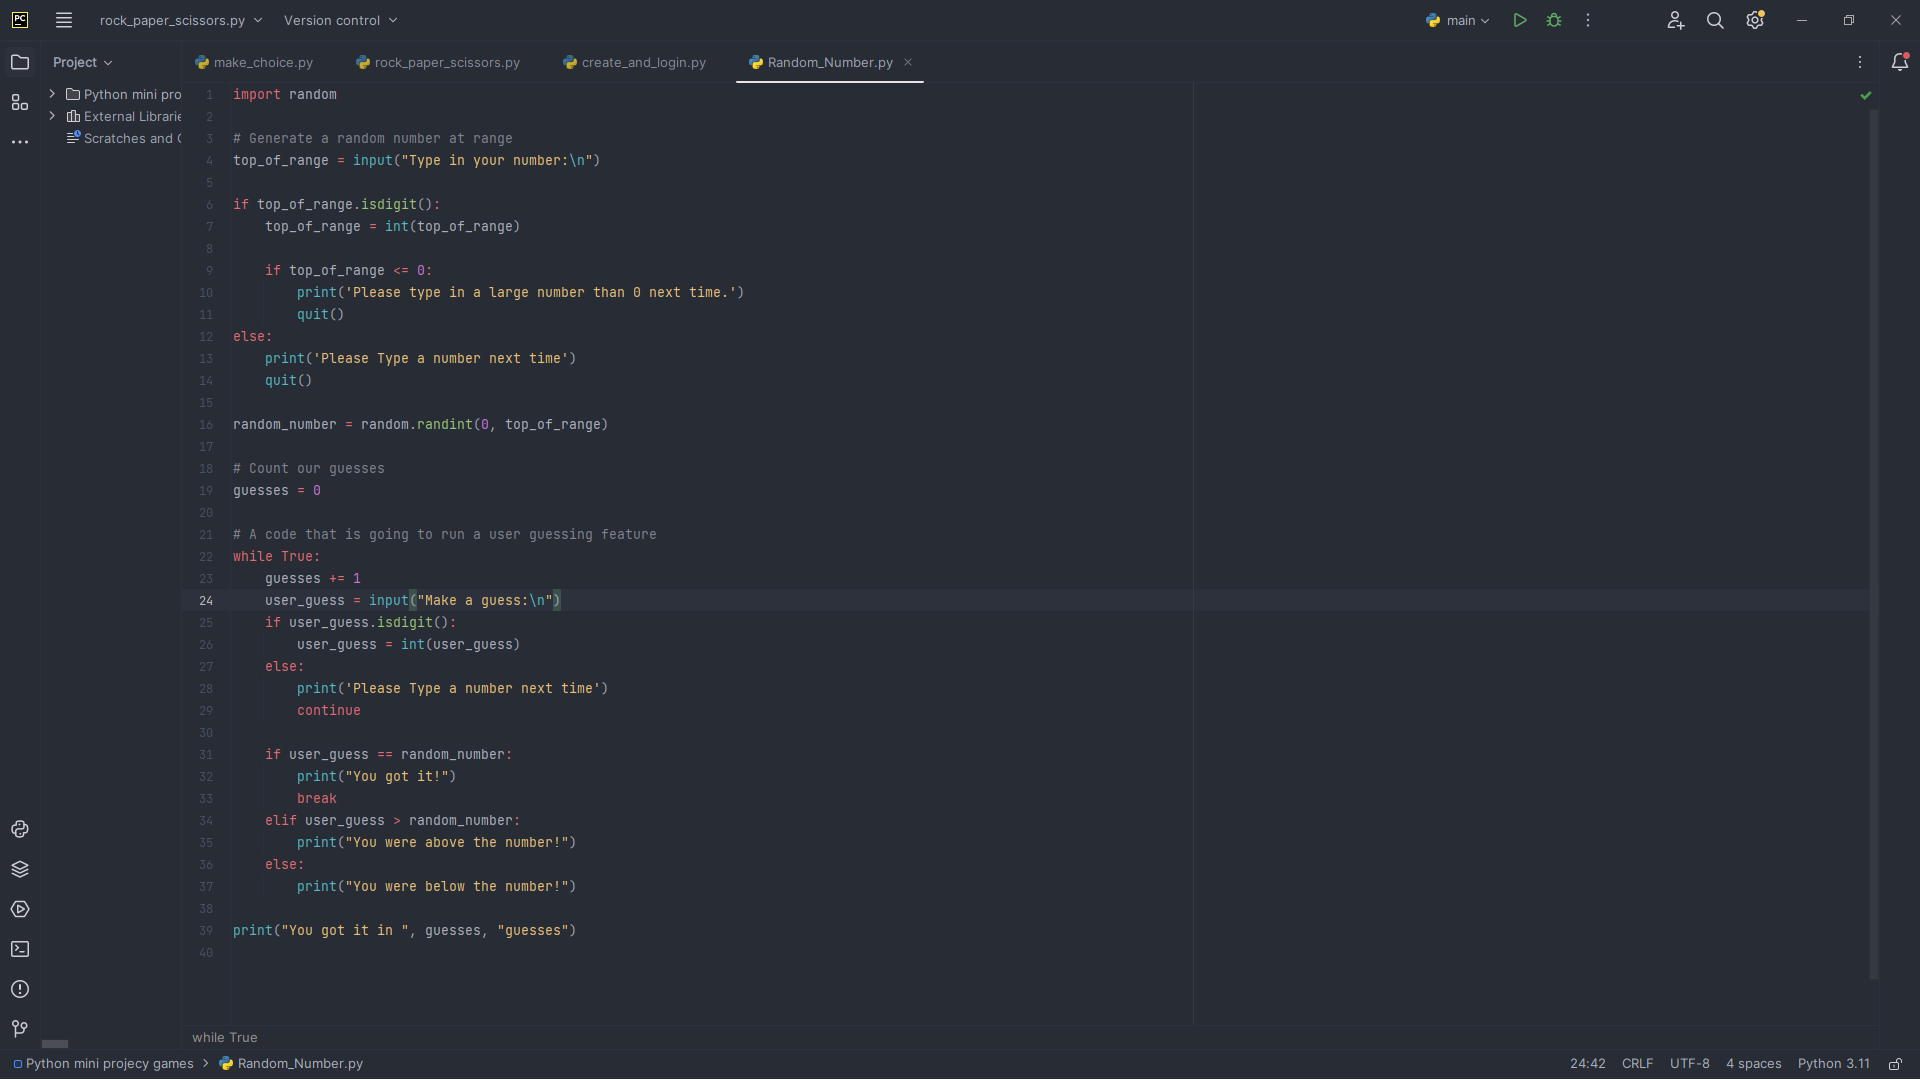 PC rock_paper_scissors.py Version control main
Project make_choice.py rock_paper_scissors.py create_and_login.py Random_Number.py
Python mini pro
External Librarie
Scratches and C
1 import random
2
3 # Generate a random number at range
4 top_of_range = input("Type in your number:\n")
5
6 if top_of_range.isdigit():
7     top_of_range = int(top_of_range)
8
9     if top_of_range <= 0:
10         print('Please type in a large number than 0 next time.')
11         quit()
12 else:
13     print('Please Type a number next time')
14     quit()
15
16 random_number = random.randint(0, top_of_range)
17
18 # Count our guesses
19 guesses = 0
20
21 # A code that is going to run a user guessing feature
22 while True:
23     guesses += 1
24     user_guess = input("Make a guess:\n")
25     if user_guess.isdigit():
26         user_guess = int(user_guess)
27     else:
28         print('Please Type a number next time')
29         continue
30
31     if user_guess == random_number:
32         print("You got it!")
33         break
34     elif user_guess > random_number:
35         print("You were above the number!")
36     else:
37         print("You were below the number!")
38
39 print("You got it in ", guesses, "guesses")
40
while True
Python mini projecy games > Random_Number.py 24:42 CRLF UTF-8 4 spaces Python 3.11